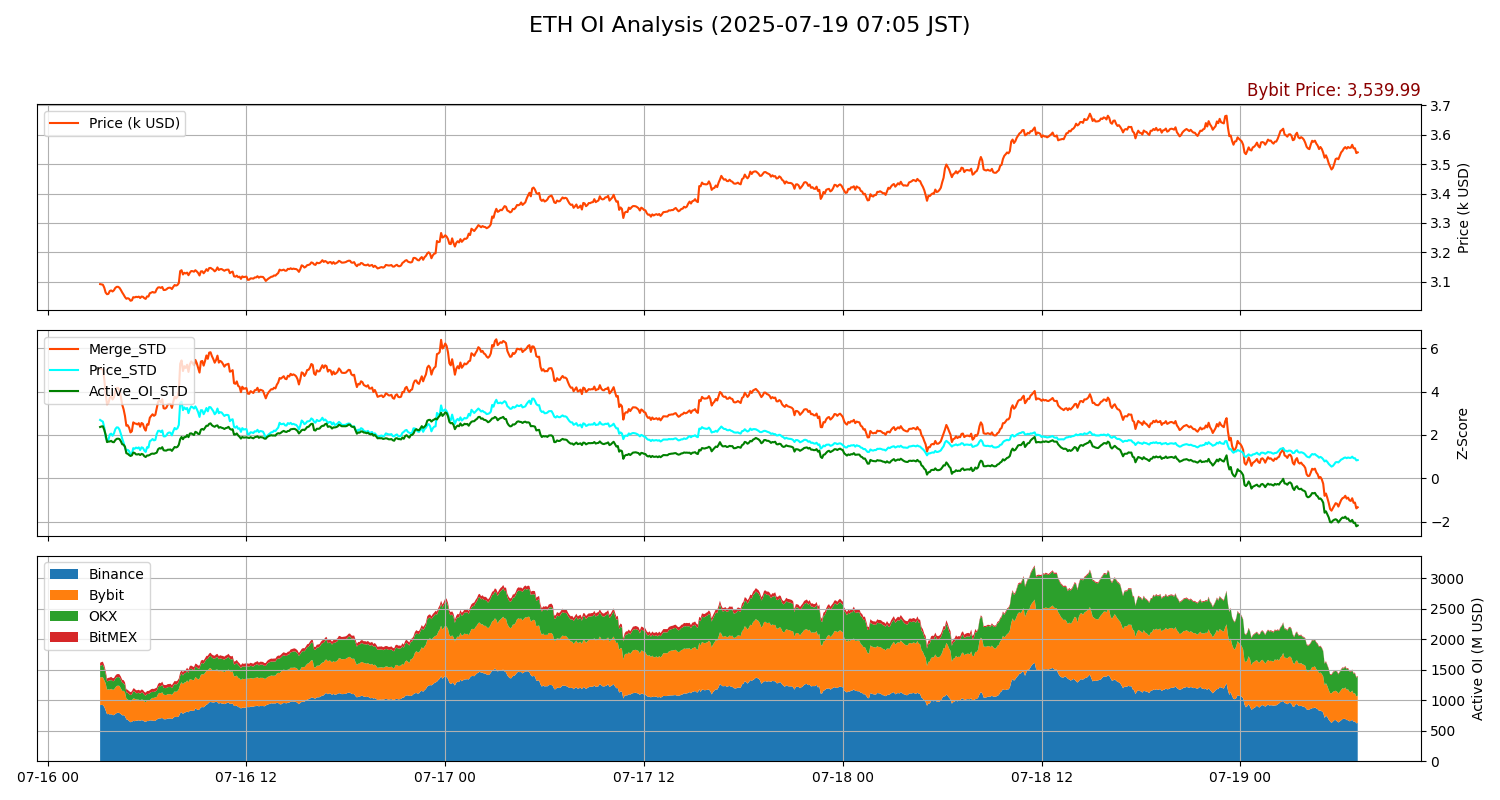 ETH OI Analysis (2025-07-19 07:05 JST)
Bybit Price: 3,539.99
Price (k USD)
3.7
3.6
3.5
3.4
3.3
3.2
3.1
Price (k USD)
Merge_STD
Price_STD
Active_OI_STD
6
4
2
0
−2
Z-Score
Binance
Bybit
OKX
BitMEX
3000
2500
2000
1500
1000
500
0
Active OI (M USD)
07-16 00 07-16 12 07-17 00 07-17 12 07-18 00 07-18 12 07-19 00